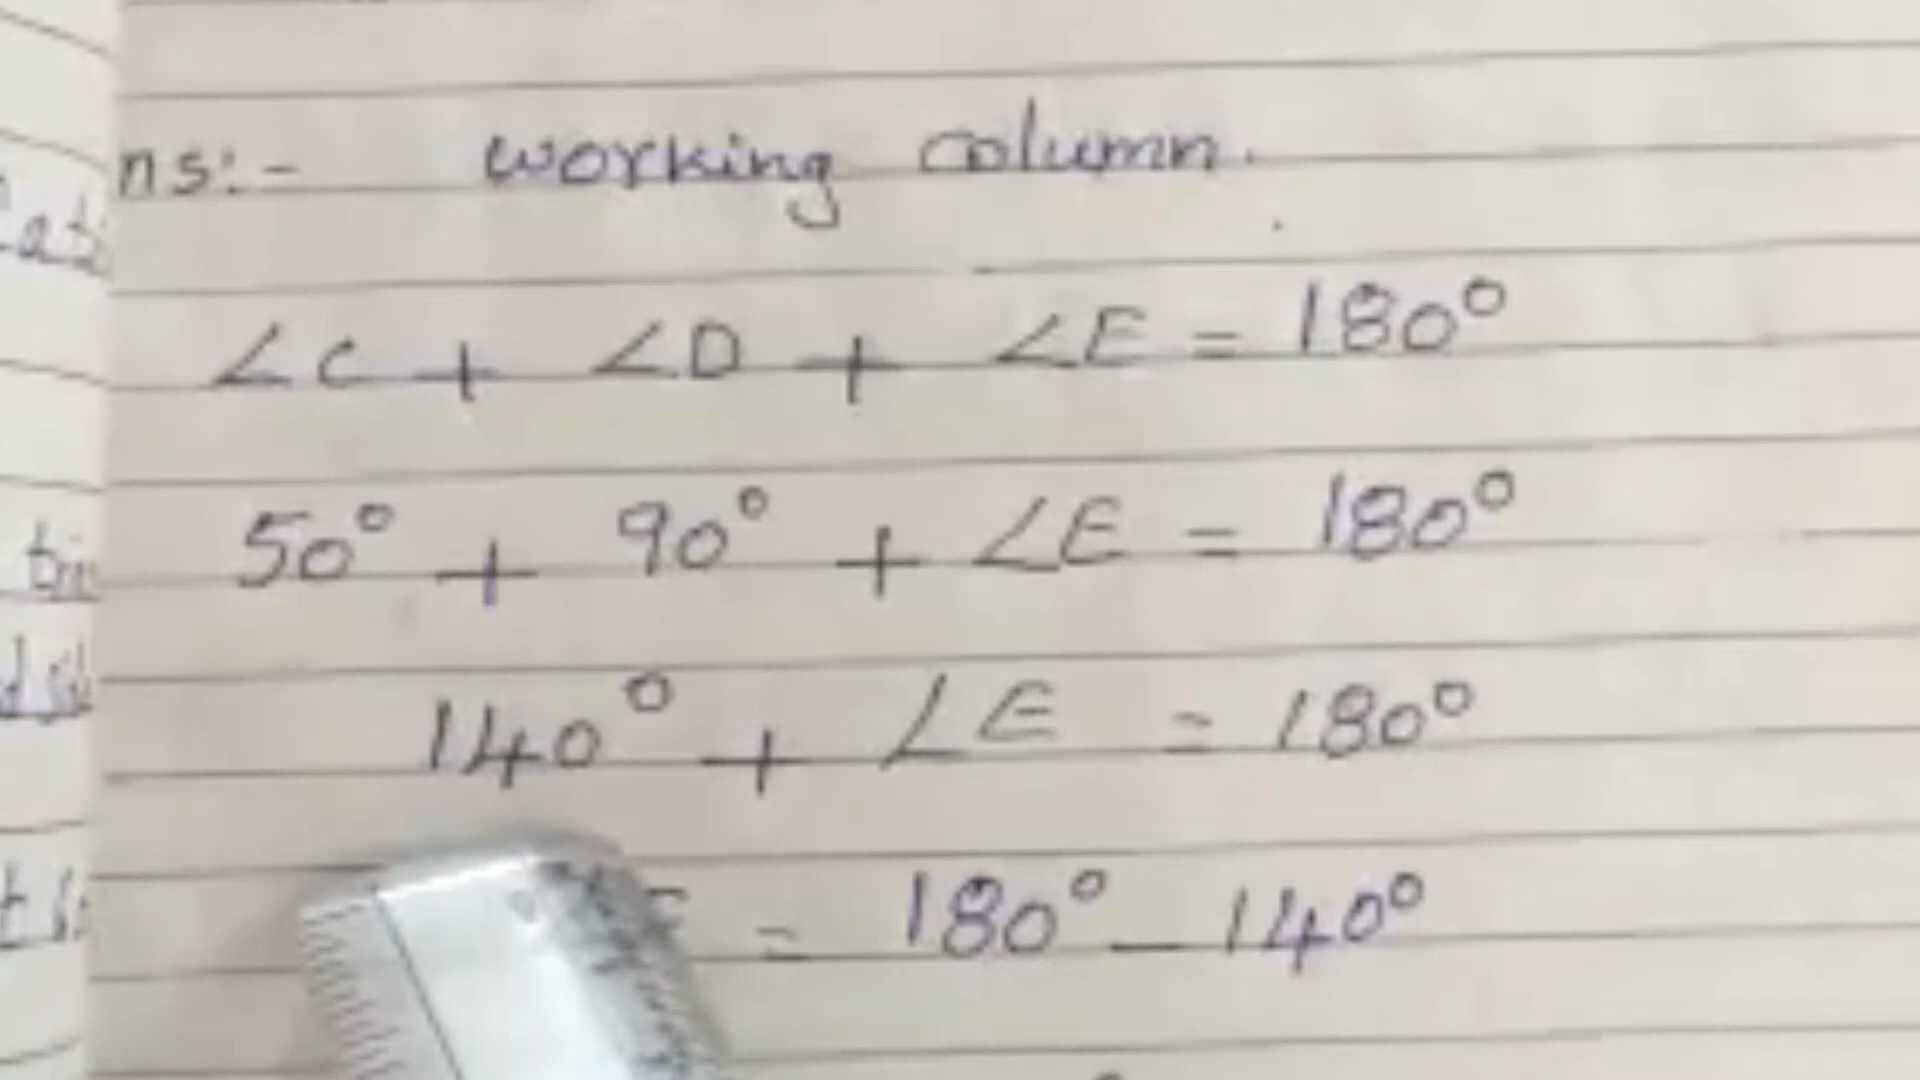 ns:- working column.
∠C + ∠D + ∠E = 180°
50° + 90° + ∠E = 180°
140° + ∠E = 180°
= 180° - 140°